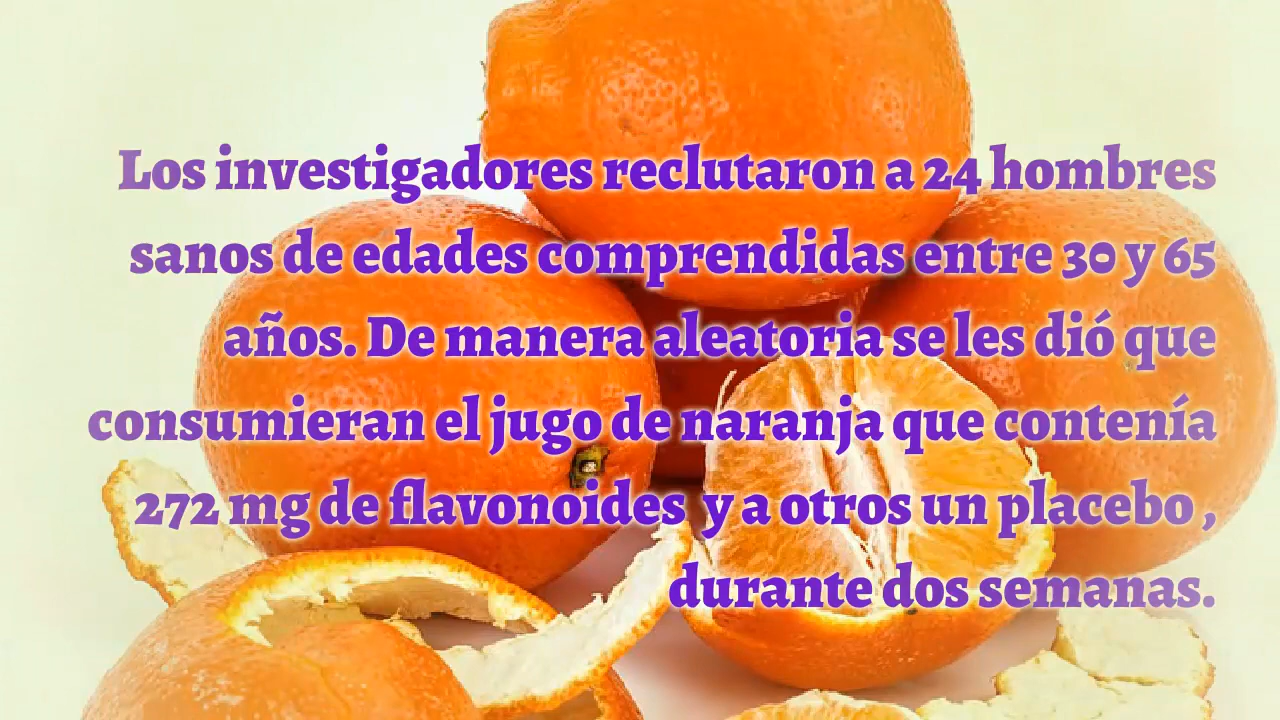 Los investigadores reclutaron a 24 hombres
sanos de edades comprendidas entre 30 y 65
años. De manera aleatoria se les dió que
consumieran el jugo de naranja que contenía
272 mg de flavonoides y a otros un placebo ,
durante dos semanas.